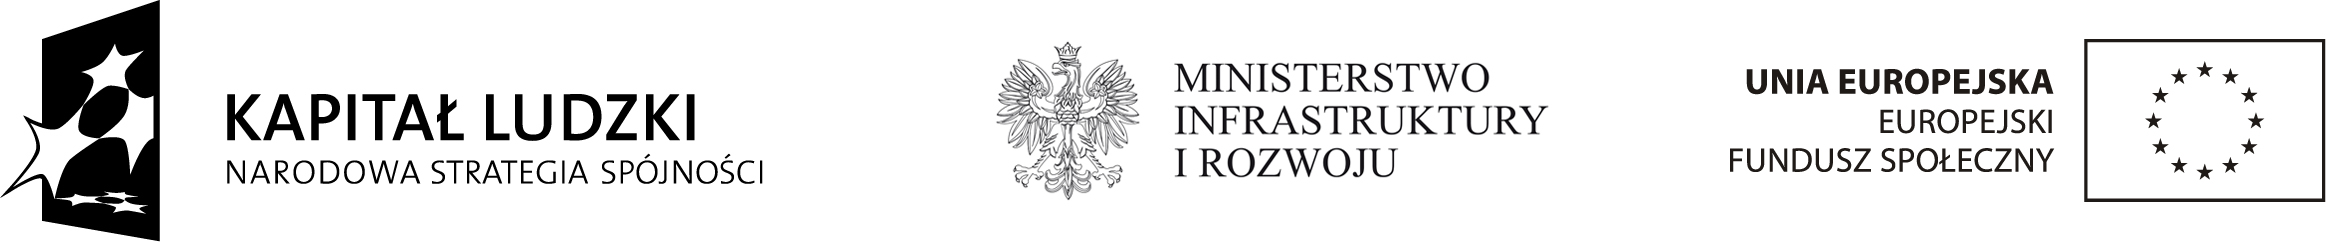 KAPITAŁ LUDZKI
NARODOWA STRATEGIA SPÓJNOŚCI
MINISTERSTWO
INFRASTRUKTURY
I ROZWOJU
UNIA EUROPEJSKA
EUROPEJSKI
FUNDUSZ SPOŁECZNY